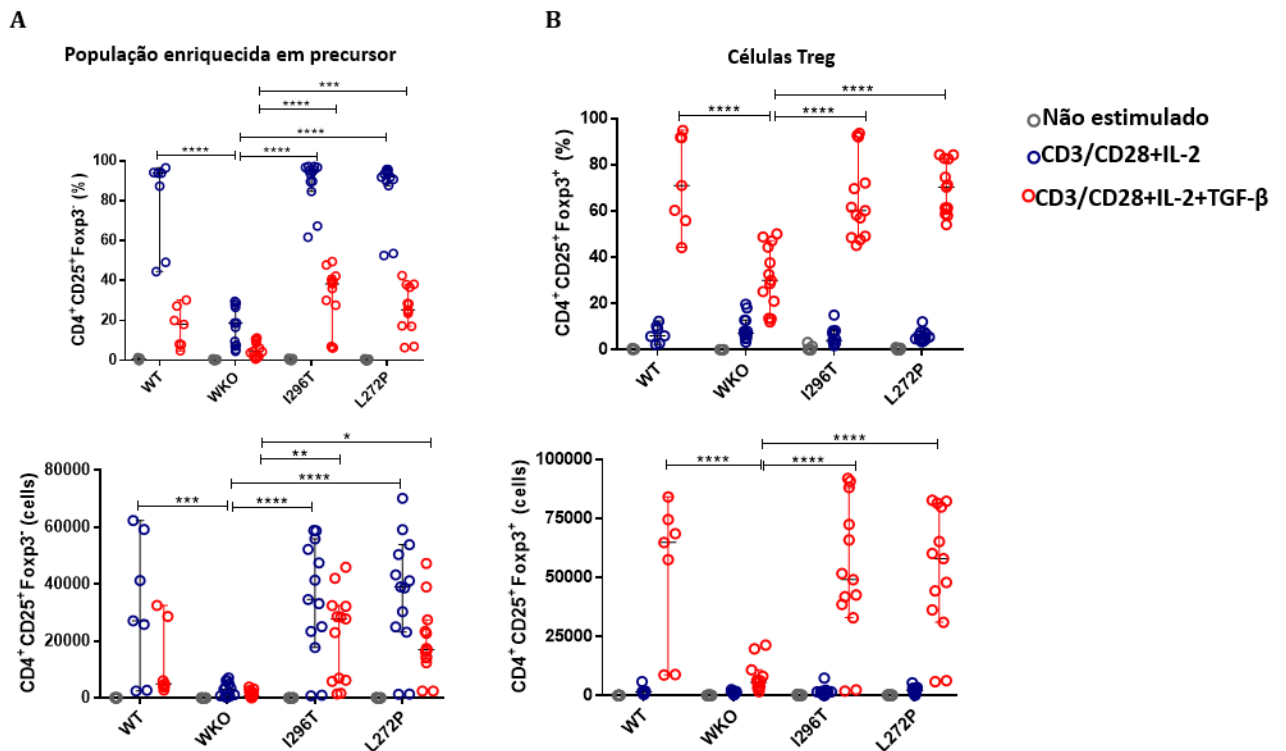 A
População enriquecida em precursor
***
****
****
****
****
CD4⁺ CD25⁺ Foxp3⁻ (%)
100
80
60
40
20
0
WT
WKO
I296T
L272P
*
**
****
***
****
CD4⁺ CD25⁺ Foxp3⁻ (cells)
80000
60000
40000
20000
0
WT
WKO
I296T
L272P
B
Células Treg
****
****
****
CD4⁺ CD25⁺ Foxp3⁺ (%)
100
80
60
40
20
0
WT
WKO
I296T
L272P
****
****
****
CD4⁺ CD25⁺ Foxp3⁺ (cells)
100000
75000
50000
25000
0
WT
WKO
I296T
L272P
Não estimulado
CD3/CD28+IL-2
CD3/CD28+IL-2+TGF-β